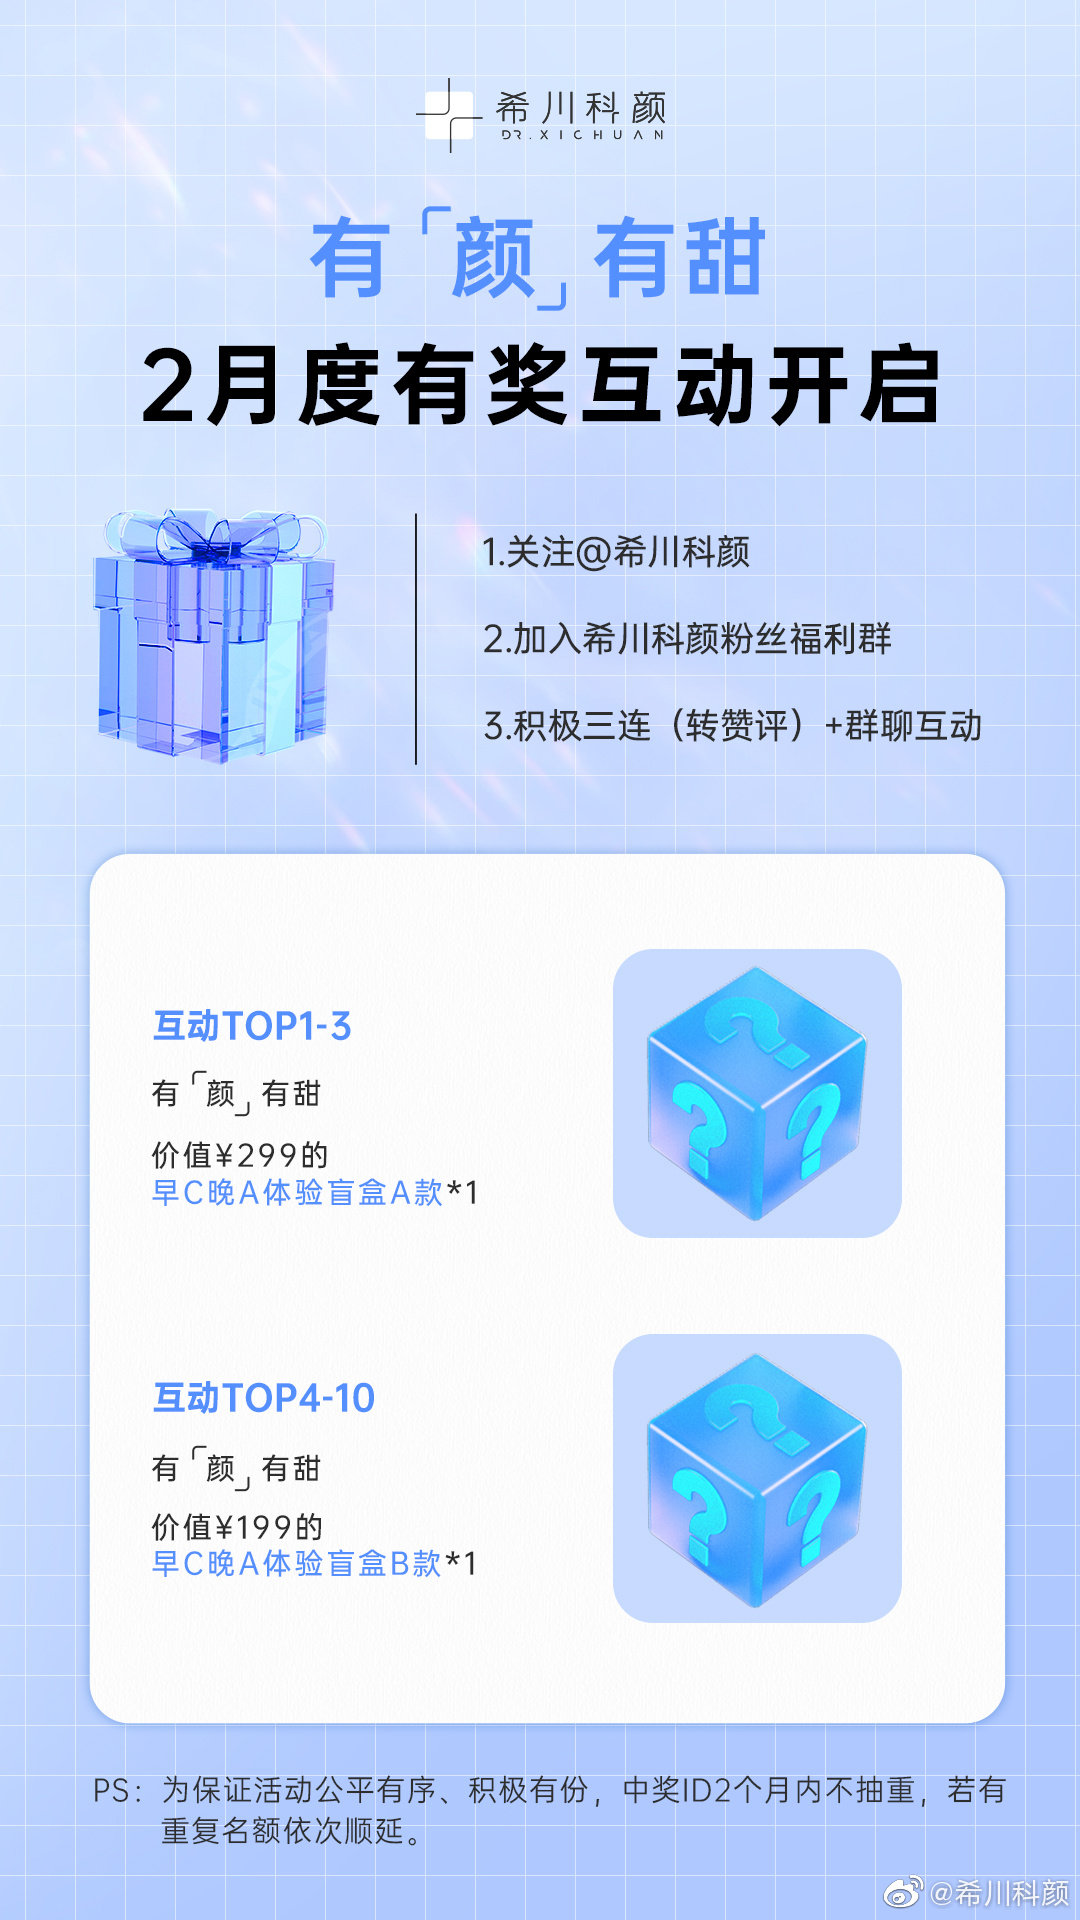 希川科颜
DR.XICHUAN
有「颜」有甜
2月度有奖互动开启
1.关注@希川科颜
2.加入希川科颜粉丝福利群
3.积极三连（转赞评）+群聊互动
互动TOP1-3
有「颜」有甜
价值¥299的
早C晚A体验盲盒A款*1
互动TOP4-10
有「颜」有甜
价值¥199的
早C晚A体验盲盒B款*1
PS：为保证活动公平有序、积极有份，中奖ID2个月内不抽重，若有
重复名额依次顺延。
@希川科颜